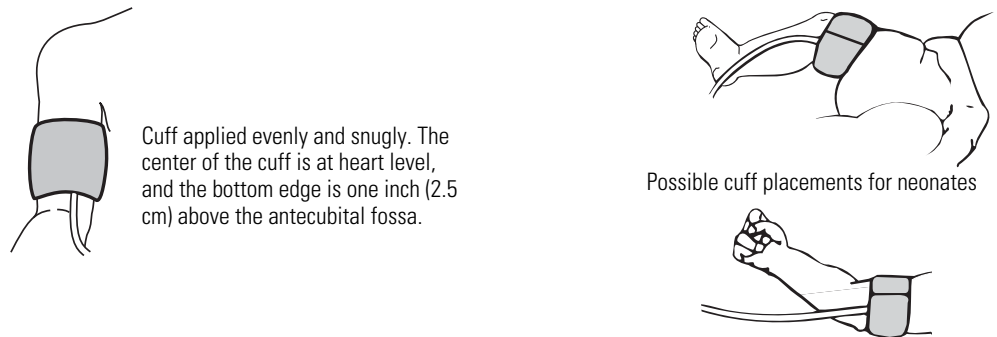 Cuff applied evenly and snugly. The
center of the cuff is at heart level,
and the bottom edge is one inch (2.5
cm) above the antecubital fossa.
Possible cuff placements for neonates